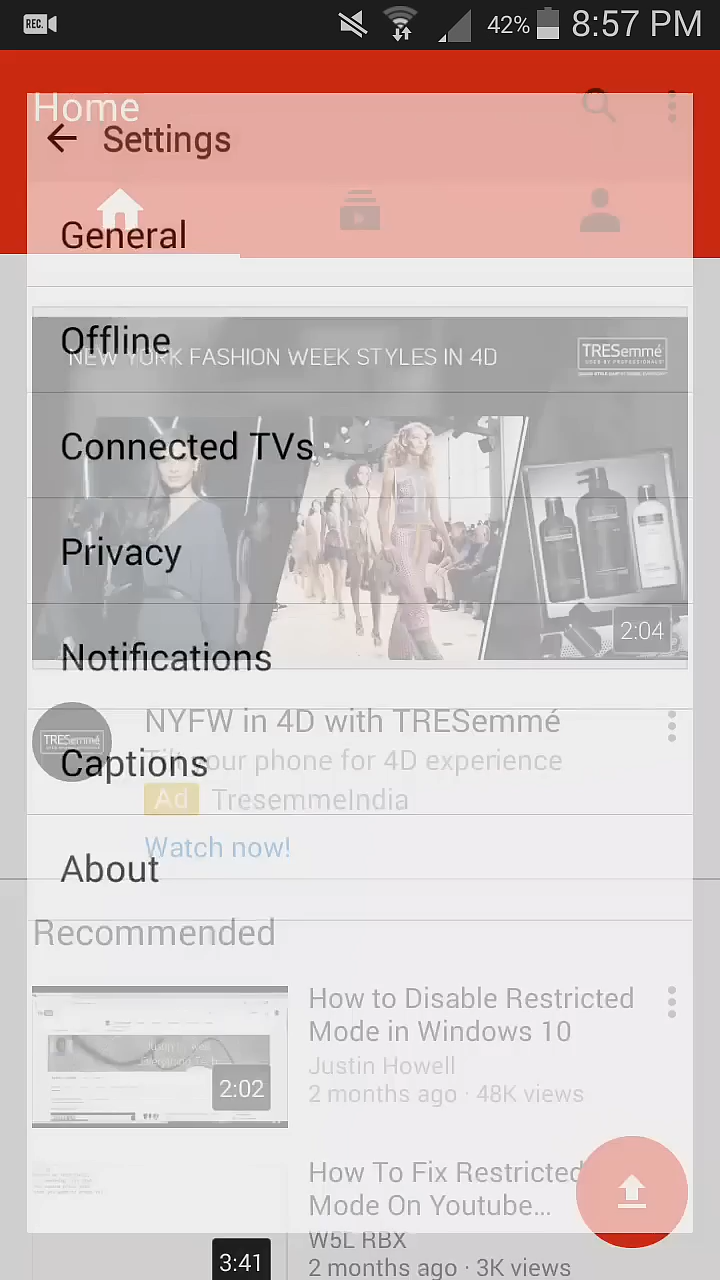 REC.
42%
8:57 PM
Home
Settings
General
Offline
NEW YORK FASHION WEEK STYLES IN 4D
TRESemmé
Connected TVs
Privacy
2:04
Notifications
NYFW in 4D with TRESemmé
TRESemmé
Tilt your phone for 4D experience
Captions
Ad TresemmeIndia
Watch now!
About
Recommended
How to Disable Restricted
Mode in Windows 10
Justin Howell
2 months ago · 48K views
2:02
How To Fix Restricted
Mode On Youtube...
W5L RBX
2 months ago · 3K views
3:41